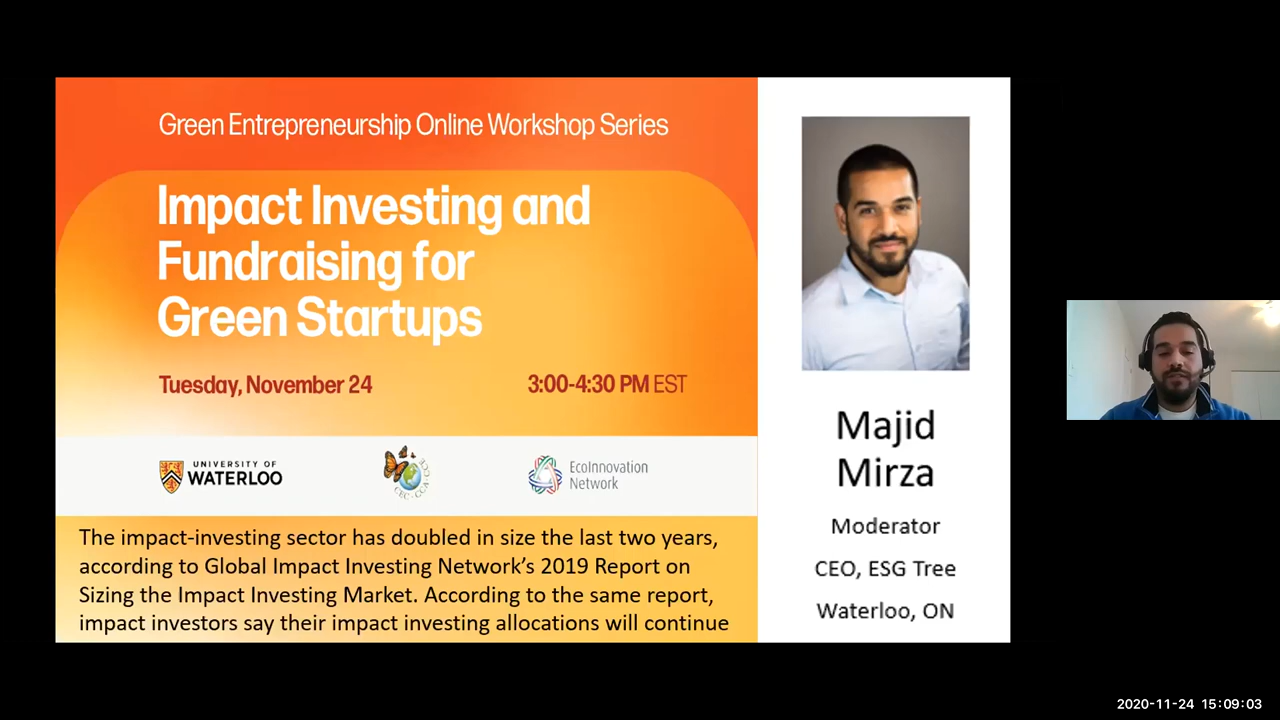 Green Entrepreneurship Online Workshop Series
Impact Investing and
Fundraising for
Green Startups
Tuesday, November 24
3:00-4:30 PM EST
UNIVERSITY OF
WATERLOO
CEC·CCA·CCE
EcoInnovation
Network
The impact-investing sector has doubled in size the last two years,
according to Global Impact Investing Network’s 2019 Report on
Sizing the Impact Investing Market. According to the same report,
impact investors say their impact investing allocations will continue
Majid
Mirza
Moderator
CEO, ESG Tree
Waterloo, ON
2020-11-24 15:09:03